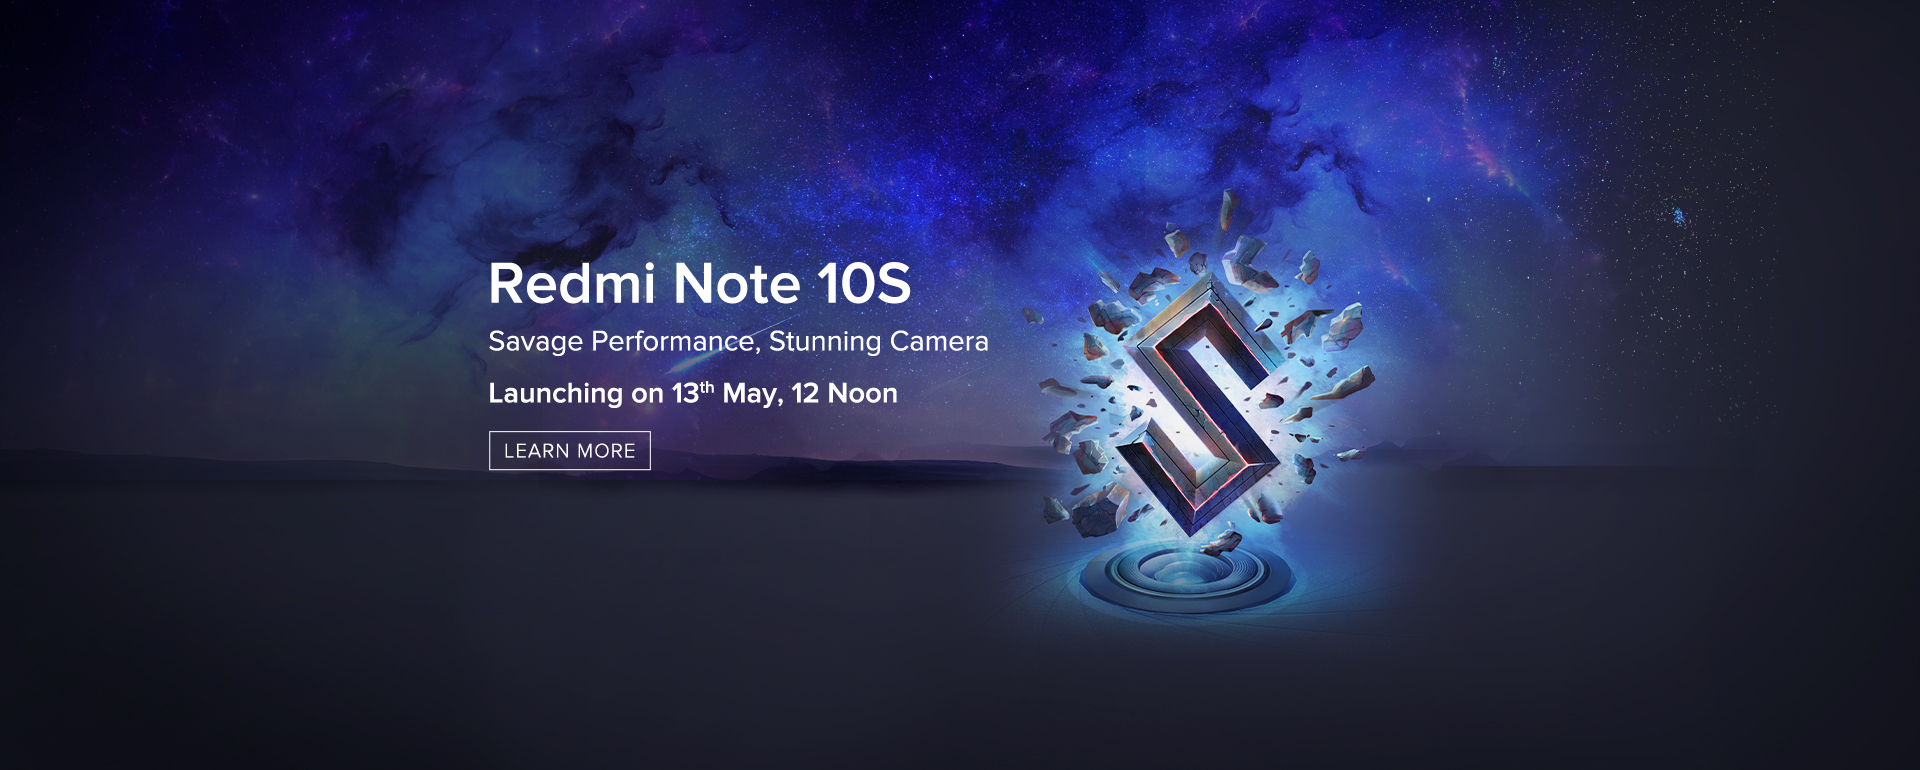 Redmi Note 10S
Savage Performance, Stunning Camera
Launching on 13th May, 12 Noon
LEARN MORE
S